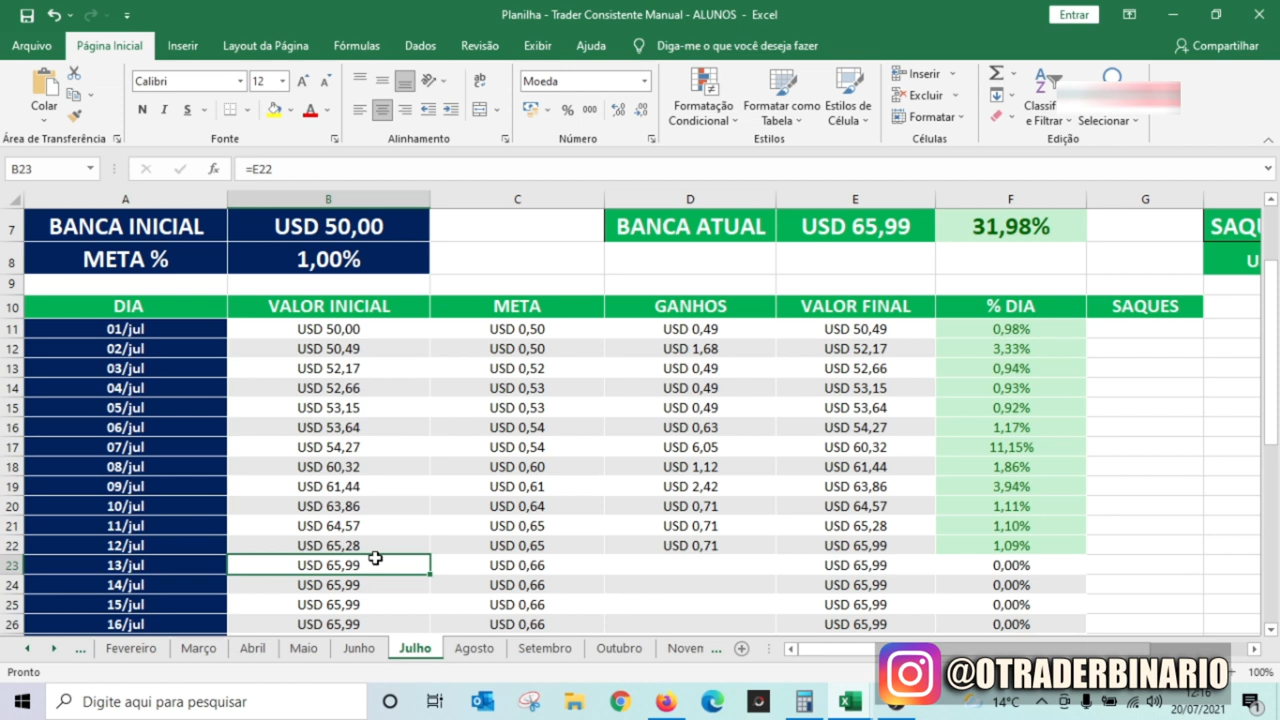 Planilha - Trader Consistente Manual - ALUNOS - Excel
Entrar
Arquivo Página Inicial Inserir Layout da Página Fórmulas Dados Revisão Exibir Ajuda Diga-me o que você deseja fazer Compartilhar
Colar
Calibri 12
N I S
Moeda
% 000
Formatação Condicional
Formatar como Tabela
Estilos de Célula
Inserir
Excluir
Formatar
Classif e Filtrar
Selecionar
Área de Transferência Fonte Alinhamento Número Estilos Células Edição
B23 fx =E22
A B C D E F G
7 BANCA INICIAL USD 50,00 BANCA ATUAL USD 65,99 31,98%
8 META % 1,00%
9
10 DIA VALOR INICIAL META GANHOS VALOR FINAL % DIA SAQUES
11 01/jul USD 50,00 USD 0,50 USD 0,49 USD 50,49 0,98%
12 02/jul USD 50,49 USD 0,50 USD 1,68 USD 52,17 3,33%
13 03/jul USD 52,17 USD 0,52 USD 0,49 USD 52,66 0,94%
14 04/jul USD 52,66 USD 0,53 USD 0,49 USD 53,15 0,93%
15 05/jul USD 53,15 USD 0,53 USD 0,49 USD 53,64 0,92%
16 06/jul USD 53,64 USD 0,54 USD 0,63 USD 54,27 1,17%
17 07/jul USD 54,27 USD 0,54 USD 6,05 USD 60,32 11,15%
18 08/jul USD 60,32 USD 0,60 USD 1,12 USD 61,44 1,86%
19 09/jul USD 61,44 USD 0,61 USD 2,42 USD 63,86 3,94%
20 10/jul USD 63,86 USD 0,64 USD 0,71 USD 64,57 1,11%
21 11/jul USD 64,57 USD 0,65 USD 0,71 USD 65,28 1,10%
22 12/jul USD 65,28 USD 0,65 USD 0,71 USD 65,99 1,09%
23 13/jul USD 65,99 USD 0,66 USD 65,99 0,00%
24 14/jul USD 65,99 USD 0,66 USD 65,99 0,00%
25 15/jul USD 65,99 USD 0,66 USD 65,99 0,00%
26 16/jul USD 65,99 USD 0,66 USD 65,99 0,00%
... Fevereiro Março Abril Maio Junho Julho Agosto Setembro Outubro Novem ...
Pronto 100%
@OTRADERBINARIO
Digite aqui para pesquisar 14°C 12:16
20/07/2021